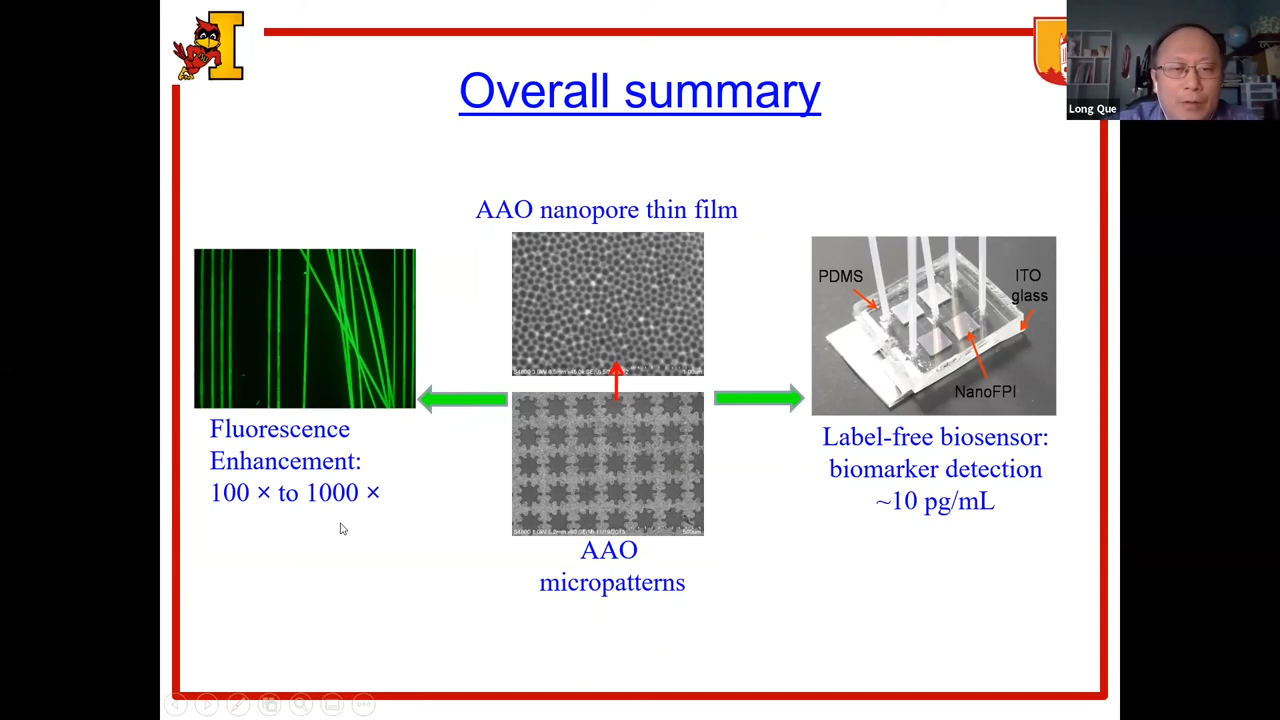 Overall summary
Long Que
AAO nanopore thin film
PDMS
ITO
glass
NanoFPI
Fluorescence
Enhancement:
100 × to 1000 ×
Label-free biosensor:
biomarker detection
~10 pg/mL
AAO
micropatterns